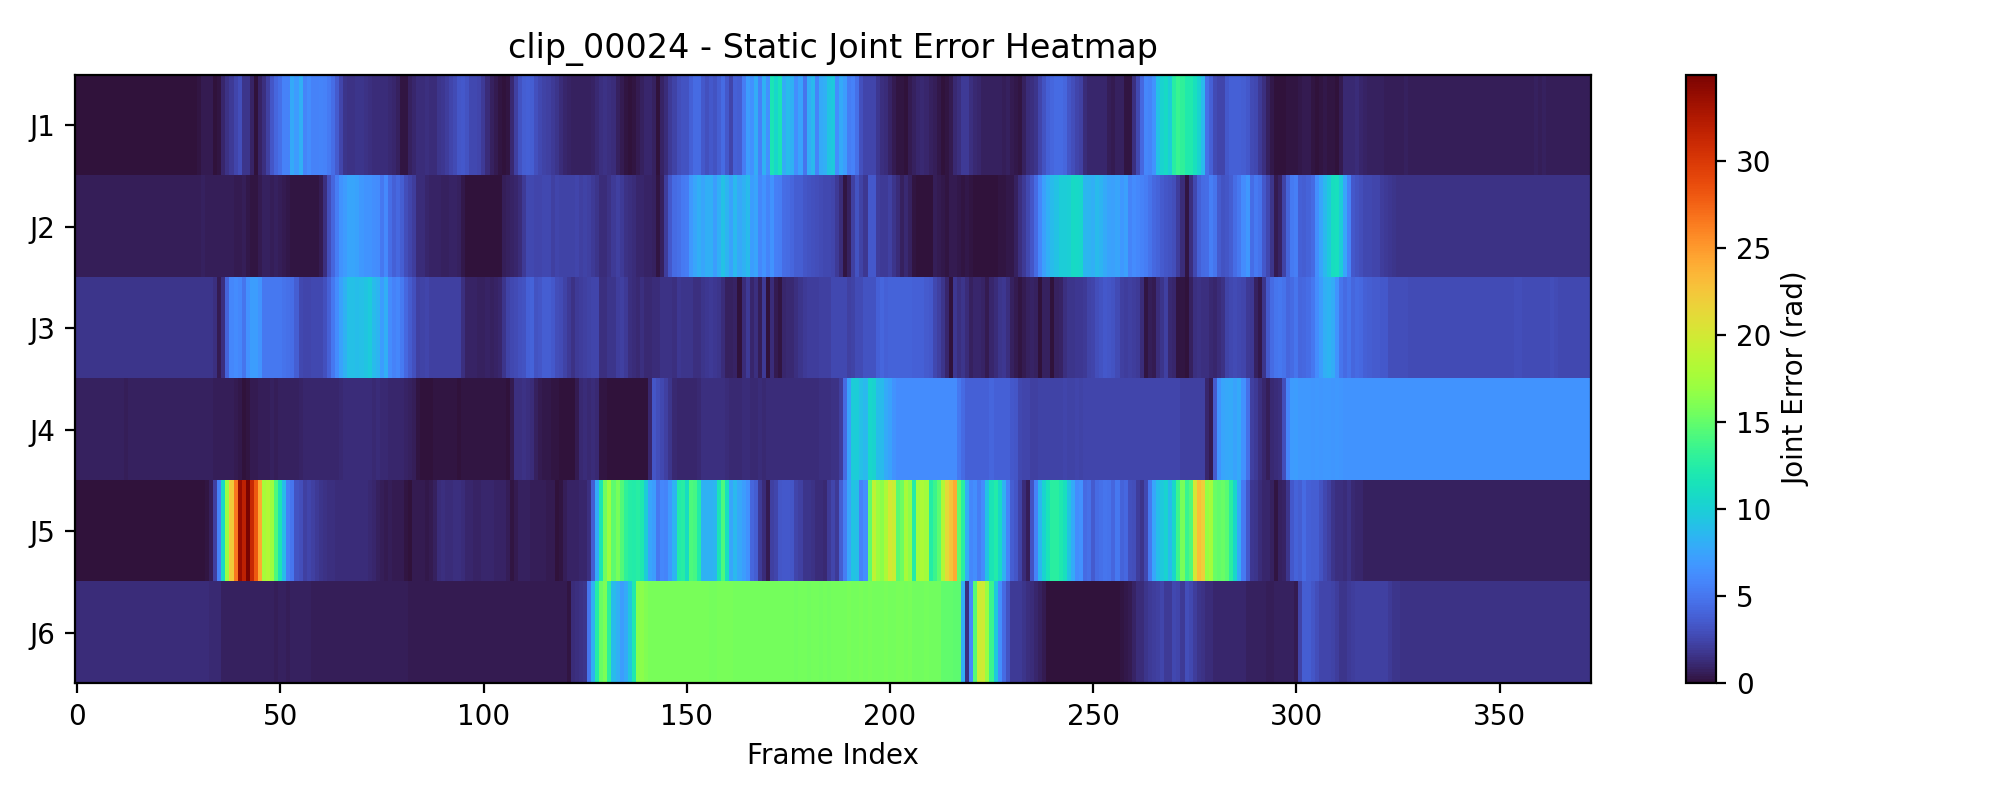 clip_00024 - Static Joint Error Heatmap
J1
J2
J3
J4
J5
J6
0 50 100 150 200 250 300 350
Frame Index
30
25
20
15
10
5
0
Joint Error (rad)